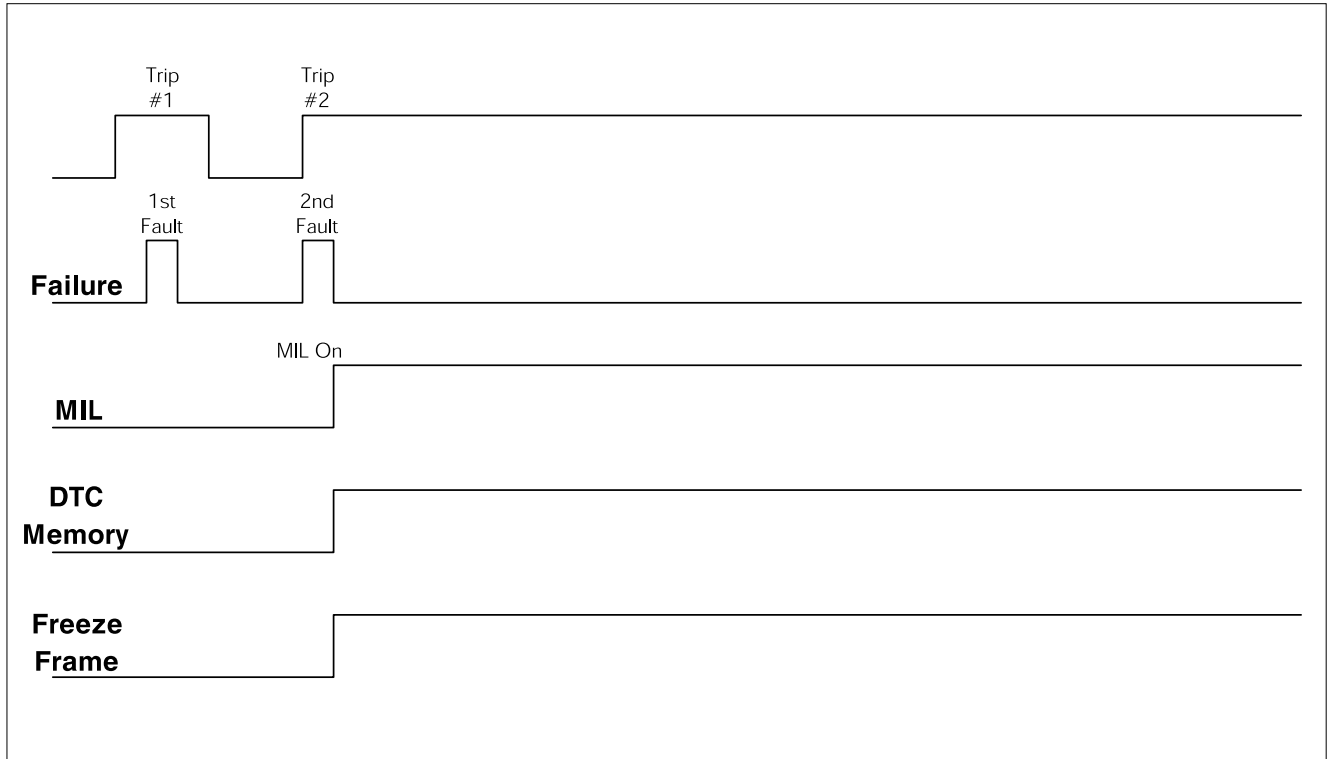 Trip
#1
Trip
#2
1st
Fault
2nd
Fault
Failure
MIL On
MIL
DTC
Memory
Freeze
Frame